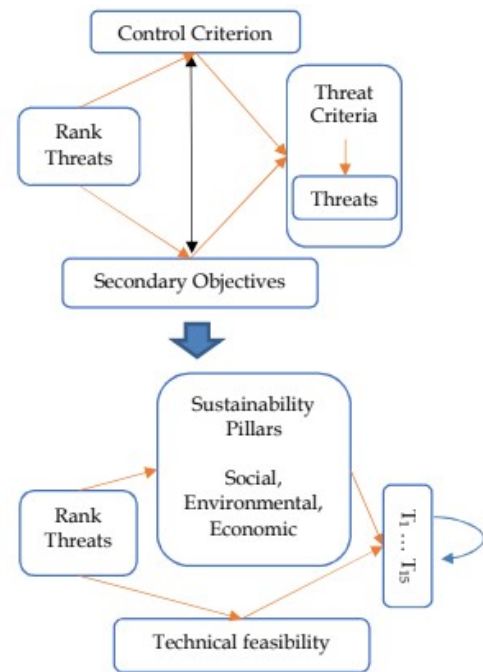 Control Criterion
Rank
Threats
Threat
Criteria
Threats
Secondary Objectives
Sustainability
Pillars
Social,
Environmental,
Economic
Rank
Threats
T₁ … T₁₅
Technical feasibility